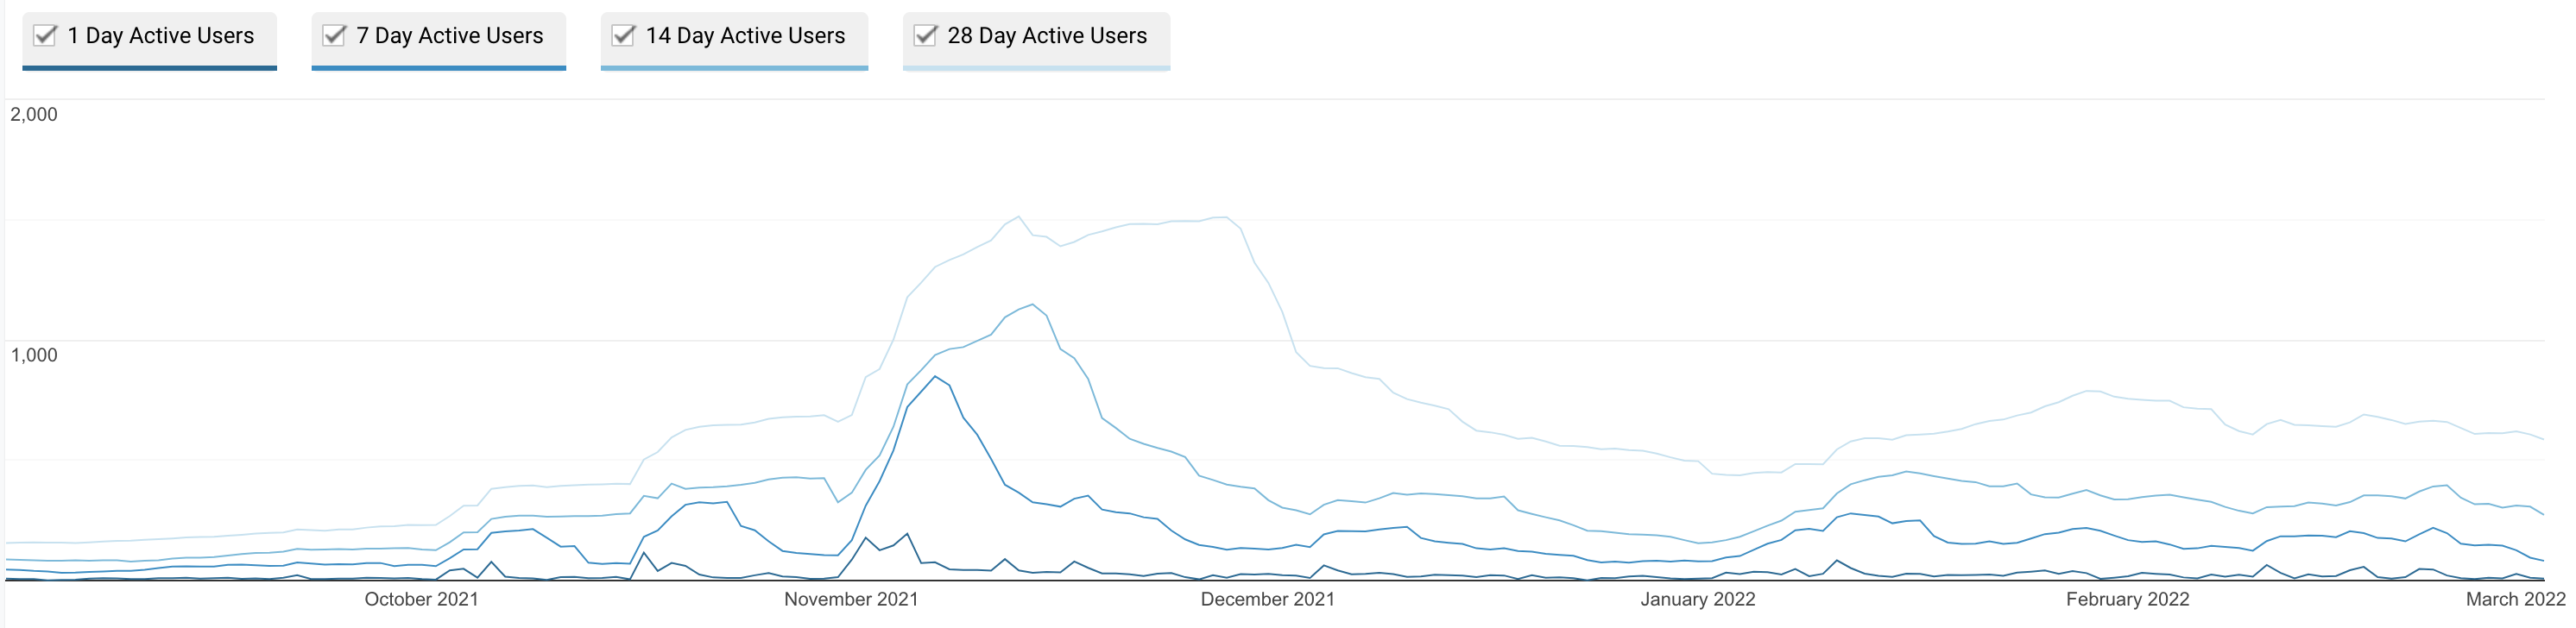 1 Day Active Users 7 Day Active Users 14 Day Active Users 28 Day Active Users
2,000
1,000
October 2021 November 2021 December 2021 January 2022 February 2022 March 2022